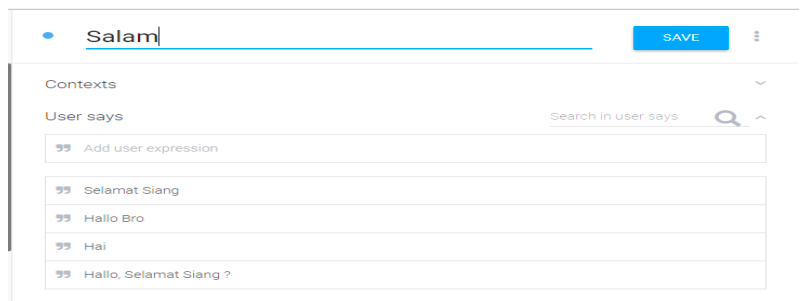 Salam
SAVE
Contexts
User says
Search in user says
Add user expression
Selamat Siang
Hallo Bro
Hai
Hallo, Selamat Siang ?